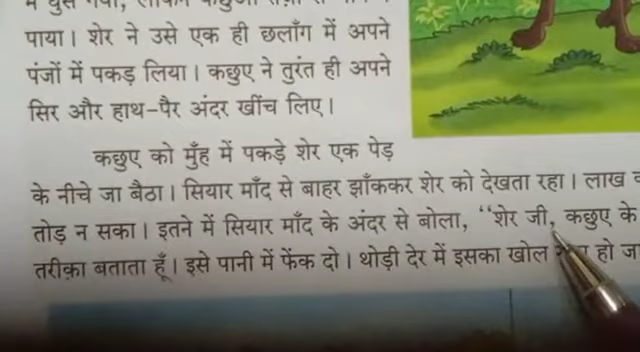 पाया। शेर ने उसे एक ही छलाँग में अपने
पंजों में पकड़ लिया। कछुए ने तुरंत ही अपने
सिर और हाथ-पैर अंदर खींच लिए।
कछुए को मुँह में पकड़े शेर एक पेड़
के नीचे जा बैठा। सियार माँद से बाहर झाँककर शेर को देखता रहा। लाख
तोड़ न सका। इतने में सियार माँद के अंदर से बोला, “शेर जी, कछुए के
तरीक़ा बताता हूँ। इसे पानी में फेंक दो। थोड़ी देर में इसका खोल हो